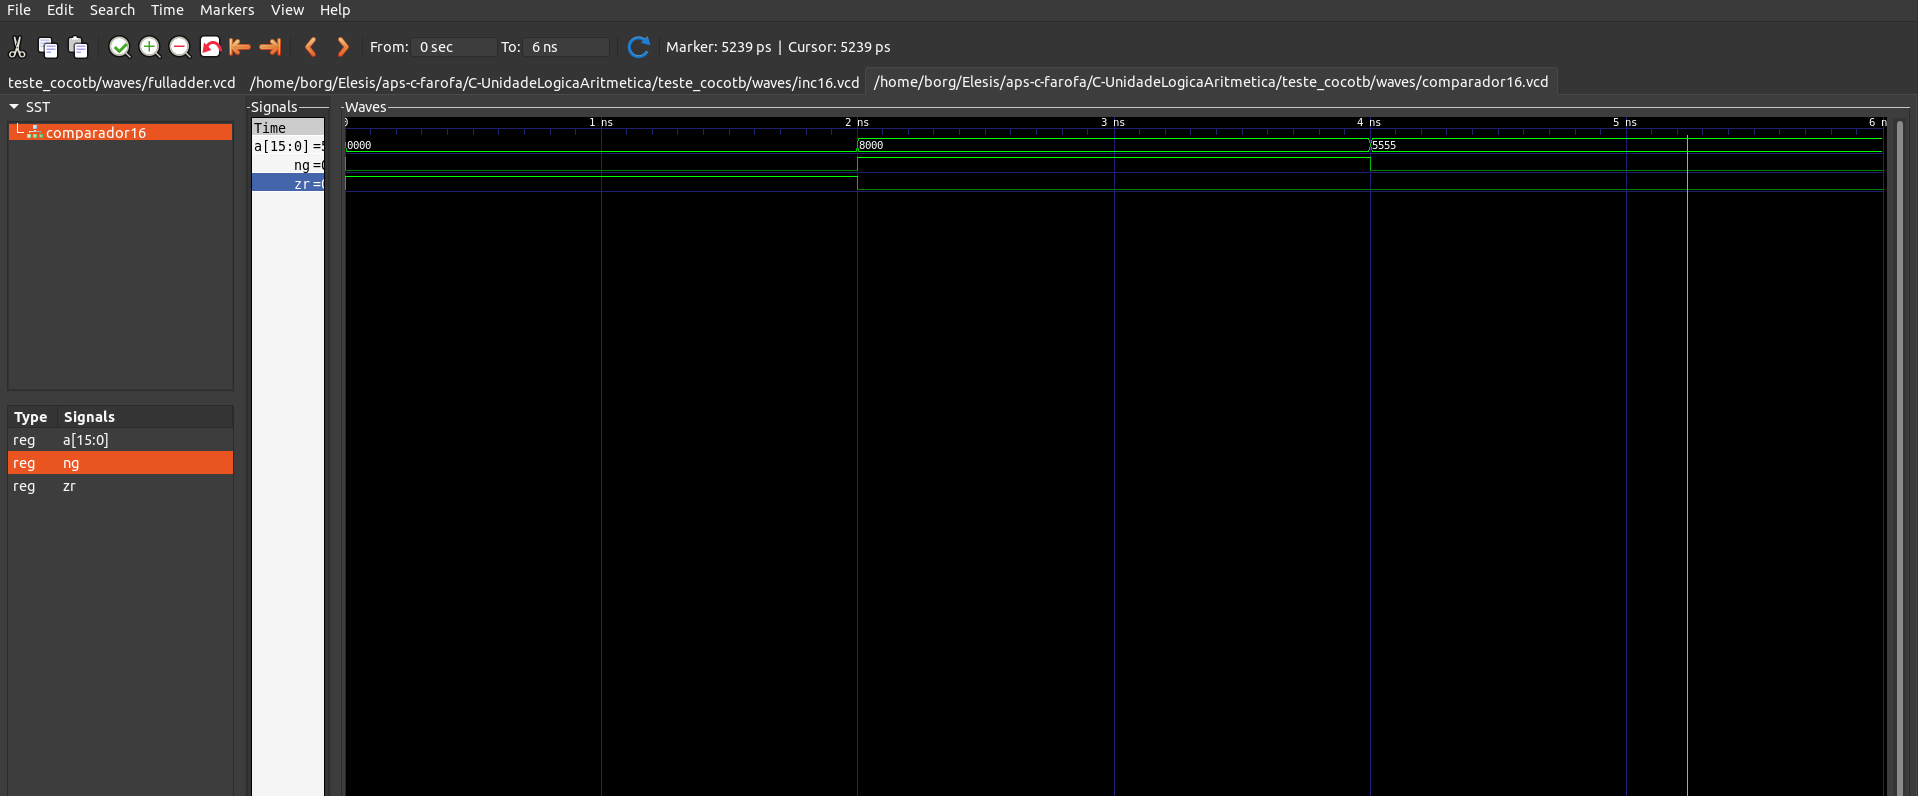 File Edit Search Time Markers View Help
From: 0 sec To: 6 ns Marker: 5239 ps | Cursor: 5239 ps
teste_cocotb/waves/fulladder.vcd /home/borg/Elesis/aps-c-farofa/C-UnidadeLogicaAritmetica/teste_cocotb/waves/inc16.vcd /home/borg/Elesis/aps-c-farofa/C-UnidadeLogicaAritmetica/teste_cocotb/waves/comparador16.vcd
SST
comparador16
Type Signals
reg a[15:0]
reg ng
reg zr
Signals
Time
a[15:0] =5
ng =0
zr =0
Waves
0 1 ns 2 ns 3 ns 4 ns 5 ns 6 n
0000 8000 5555